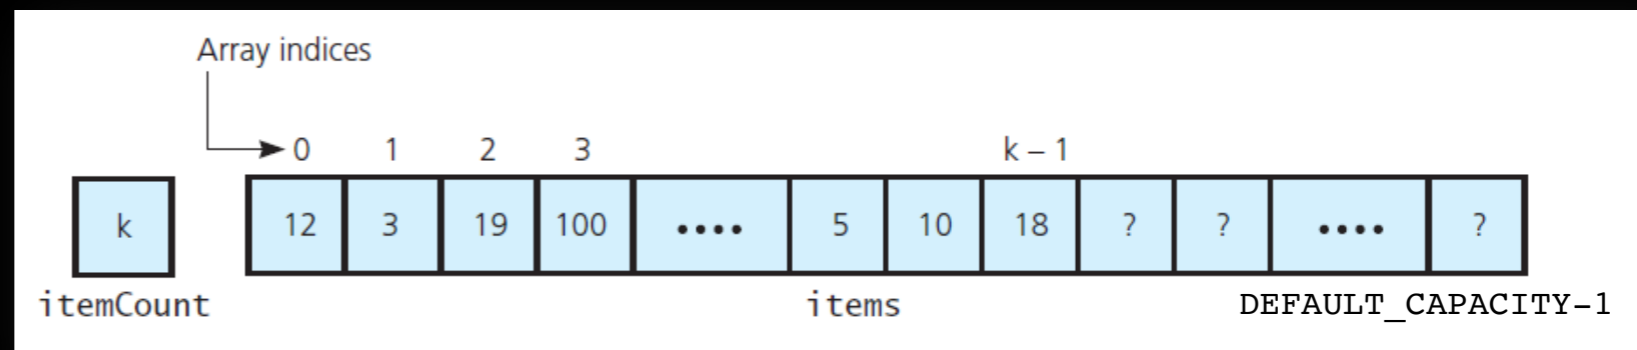 Array indices
0 1 2 3 k – 1
k 12 3 19 100 •••• 5 10 18 ? ? •••• ?
itemCount items DEFAULT_CAPACITY-1